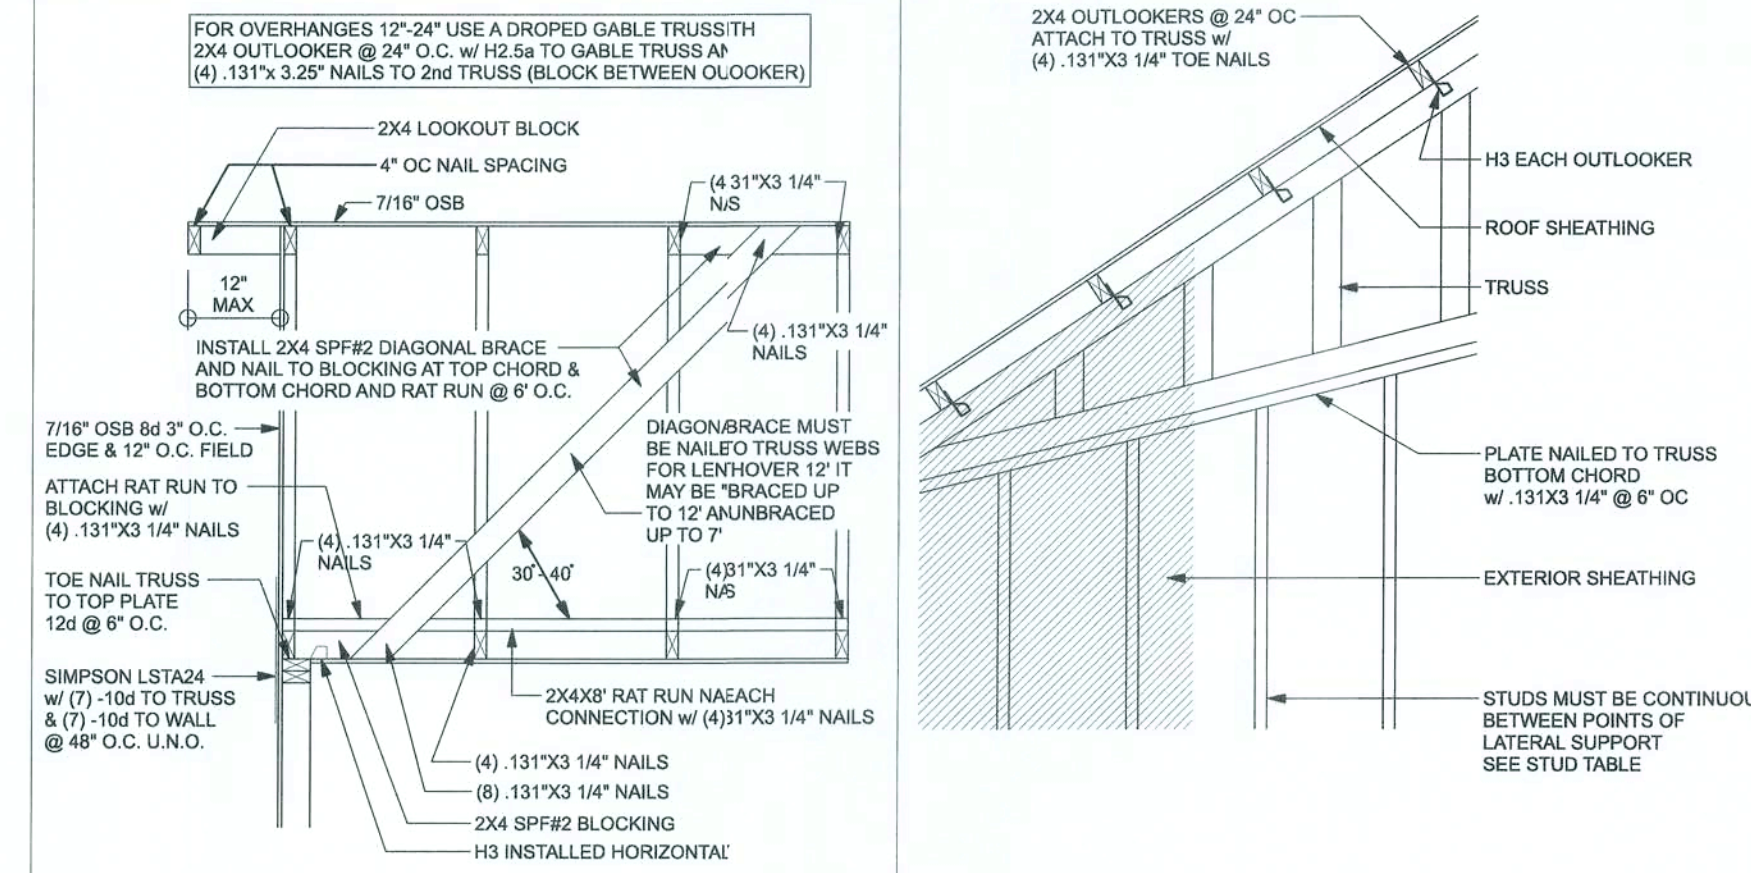 FOR OVERHANGES 12"-24" USE A DROPED GABLE TRUSSITH
2X4 OUTLOOKER @ 24" O.C. w/ H2.5a TO GABLE TRUSS AN
(4) .131"x 3.25" NAILS TO 2nd TRUSS (BLOCK BETWEEN OUOOKER)
2X4 LOOKOUT BLOCK
4" OC NAIL SPACING
7/16" OSB
(4 31"X3 1/4"
12"
MAX
(4) .131"X3 1/4"
NAILS
INSTALL 2X4 SPF#2 DIAGONAL BRACE
AND NAIL TO BLOCKING AT TOP CHORD &
BOTTOM CHORD AND RAT RUN @ 6' O.C.
7/16" OSB 8d 3" O.C.
EDGE & 12" O.C. FIELD
DIAGONABRACE MUST
BE NAILETO TRUSS WEBS
FOR LENHOVER 12' IT
MAY BE "BRACED UP
TO 12' ANUNBRACED
UP TO 7'
ATTACH RAT RUN TO
BLOCKING w/
(4) .131"X3 1/4" NAILS
(4) .131"X3 1/4"
NAILS
30°-40°
(4)31"X3 1/4"
TOE NAIL TRUSS
TO TOP PLATE
12d @ 6" O.C.
SIMPSON LSTA24
w/ (7) -10d TO TRUSS
& (7) -10d TO WALL
@ 48" O.C. U.N.O.
2X4X8' RAT RUN NAEACH
CONNECTION w/ (4)31"X3 1/4" NAILS
(4) .131"X3 1/4" NAILS
(8) .131"X3 1/4" NAILS
2X4 SPF#2 BLOCKING
H3 INSTALLED HORIZONTAL
2X4 OUTLOOKERS @ 24" OC
ATTACH TO TRUSS w/
(4) .131"X3 1/4" TOE NAILS
H3 EACH OUTLOOKER
ROOF SHEATHING
TRUSS
PLATE NAILED TO TRUSS
BOTTOM CHORD
w/ .131X3 1/4" @ 6" OC
EXTERIOR SHEATHING
STUDS MUST BE CONTINUOU
BETWEEN POINTS OF
LATERAL SUPPORT
SEE STUD TABLE